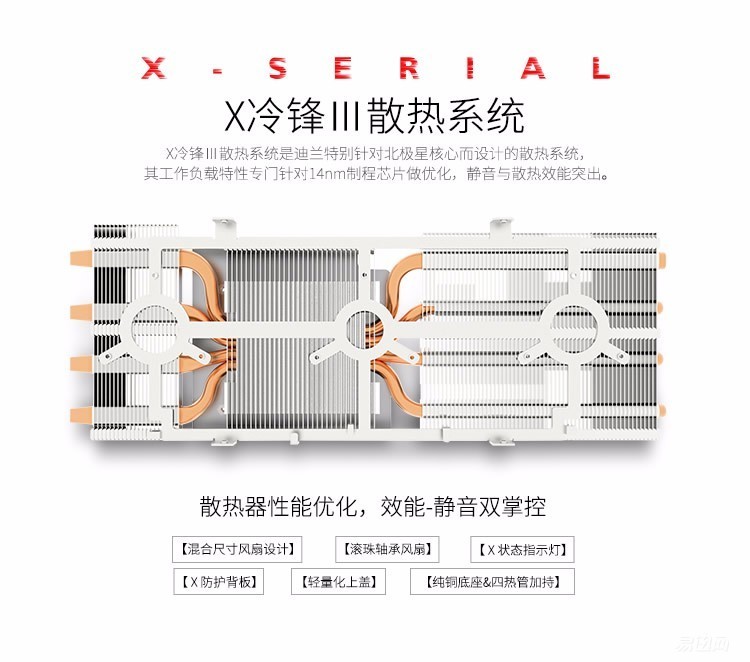 X-SERIAL
X冷锋III散热系统
X冷锋III散热系统是迪兰特别针对北极星核心而设计的散热系统，
其工作负载特性专门针对14nm制程芯片做优化，静音与散热效能突出。
散热器性能优化，效能-静音双掌控
【混合尺寸风扇设计】 【滚珠轴承风扇】 【X状态指示灯】
【X防护背板】 【轻量化上盖】 【纯铜底座&四热管加持】